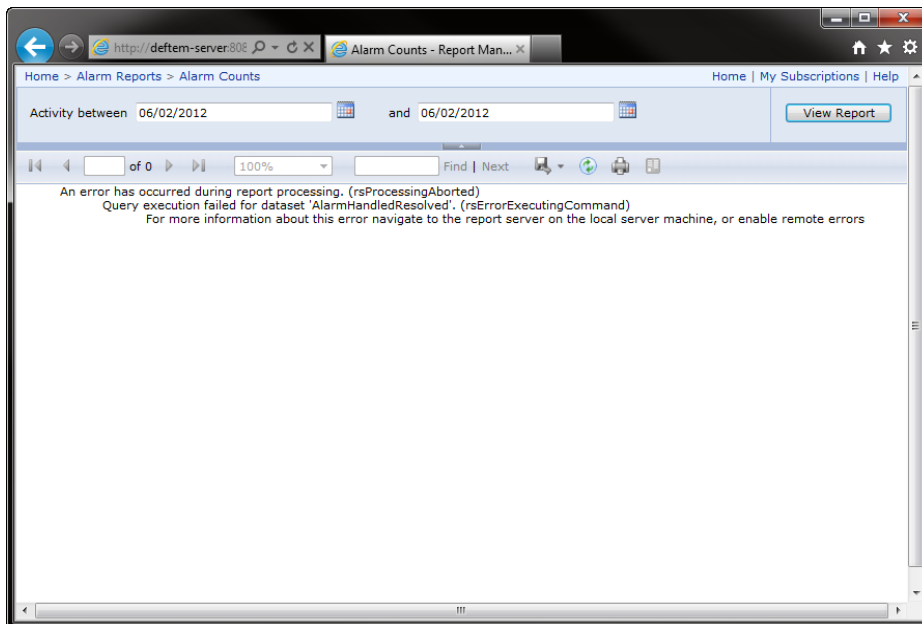 http://deftem-server:808
Alarm Counts - Report Man...
Home > Alarm Reports > Alarm Counts
Home | My Subscriptions | Help
Activity between 06/02/2012 and 06/02/2012 View Report
of 0 100% Find | Next
An error has occurred during report processing. (rsProcessingAborted)
Query execution failed for dataset 'AlarmHandledResolved'. (rsErrorExecutingCommand)
For more information about this error navigate to the report server on the local server machine, or enable remote errors